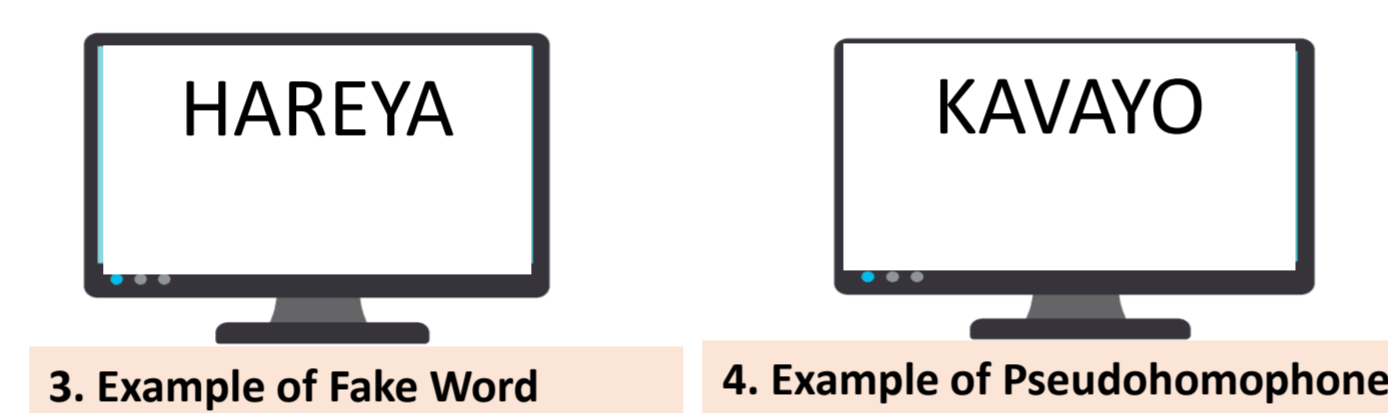 HAREYA
3. Example of Fake Word
KAVAYO
4. Example of Pseudohomophone